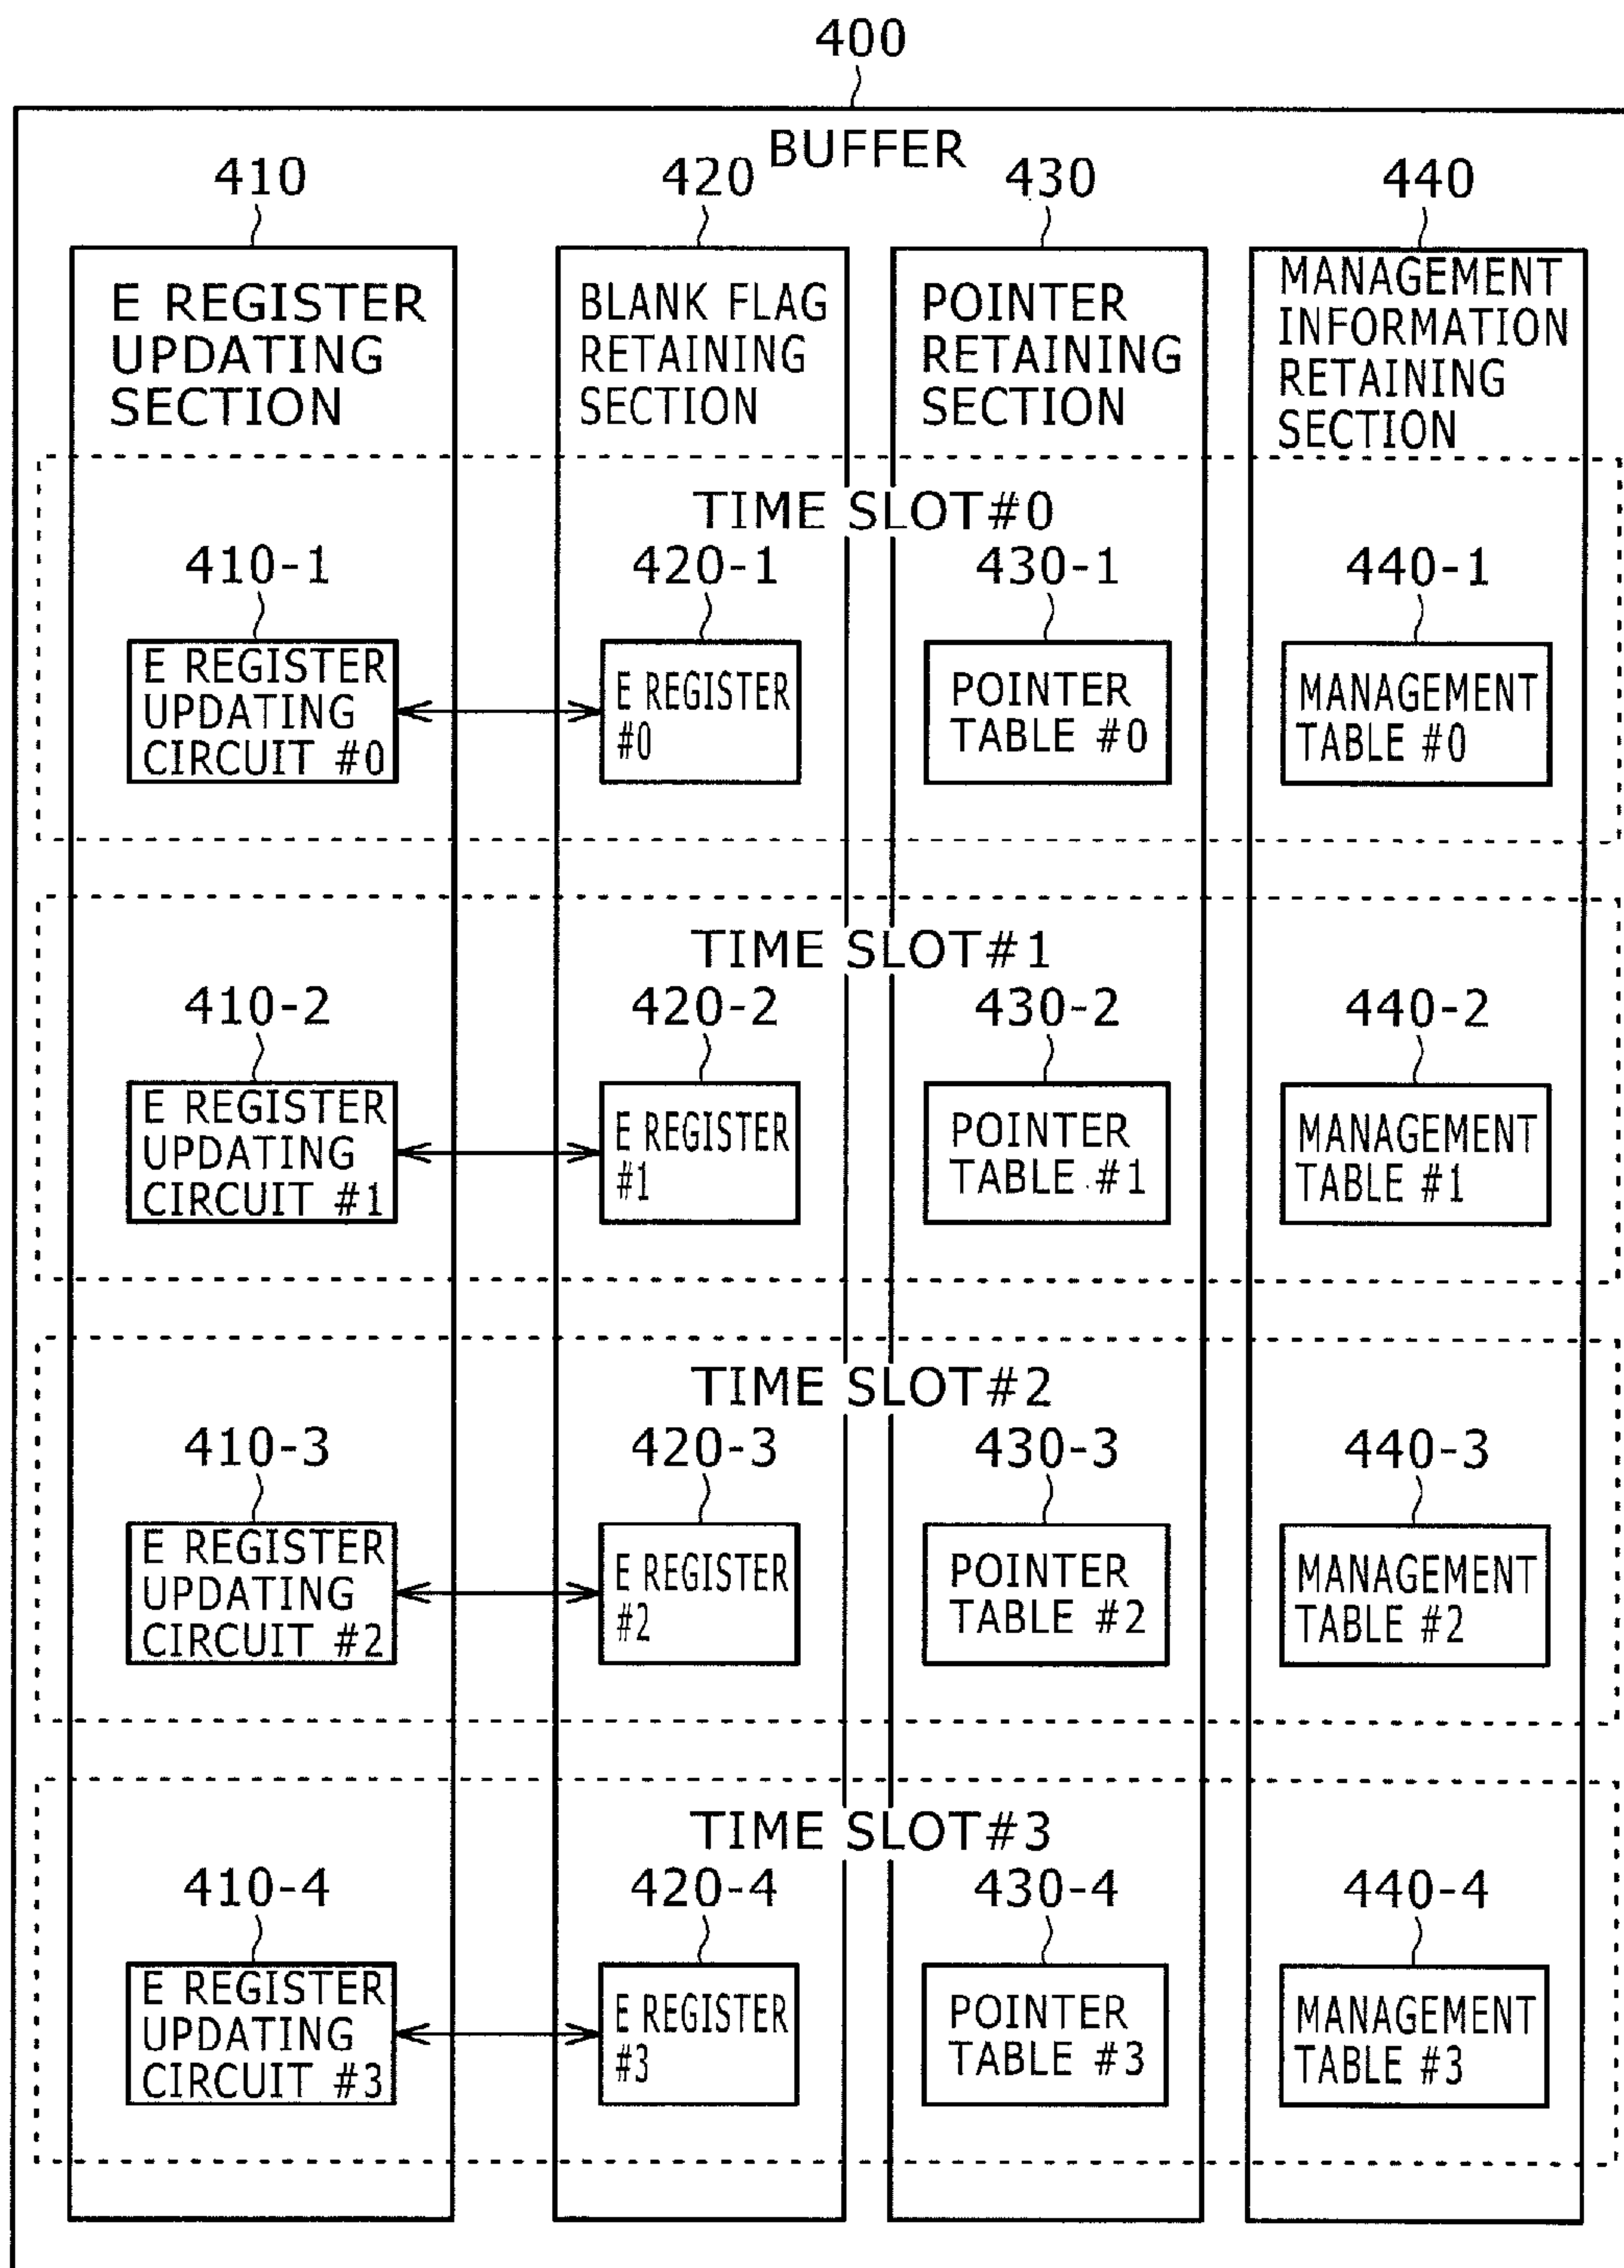 400
BUFFER
410
420
430
440
E REGISTER
UPDATING
SECTION
BLANK FLAG
RETAINING
SECTION
POINTER
RETAINING
SECTION
MANAGEMENT
INFORMATION
RETAINING
SECTION
TIME SLOT#0
410-1
420-1
430-1
440-1
E REGISTER
UPDATING
CIRCUIT #0
E REGISTER
#0
POINTER
TABLE #0
MANAGEMENT
TABLE #0
TIME SLOT#1
410-2
420-2
430-2
440-2
E REGISTER
UPDATING
CIRCUIT #1
E REGISTER
#1
POINTER
TABLE #1
MANAGEMENT
TABLE #1
TIME SLOT#2
410-3
420-3
430-3
440-3
E REGISTER
UPDATING
CIRCUIT #2
E REGISTER
#2
POINTER
TABLE #2
MANAGEMENT
TABLE #2
TIME SLOT#3
410-4
420-4
430-4
440-4
E REGISTER
UPDATING
CIRCUIT #3
E REGISTER
#3
POINTER
TABLE #3
MANAGEMENT
TABLE #3